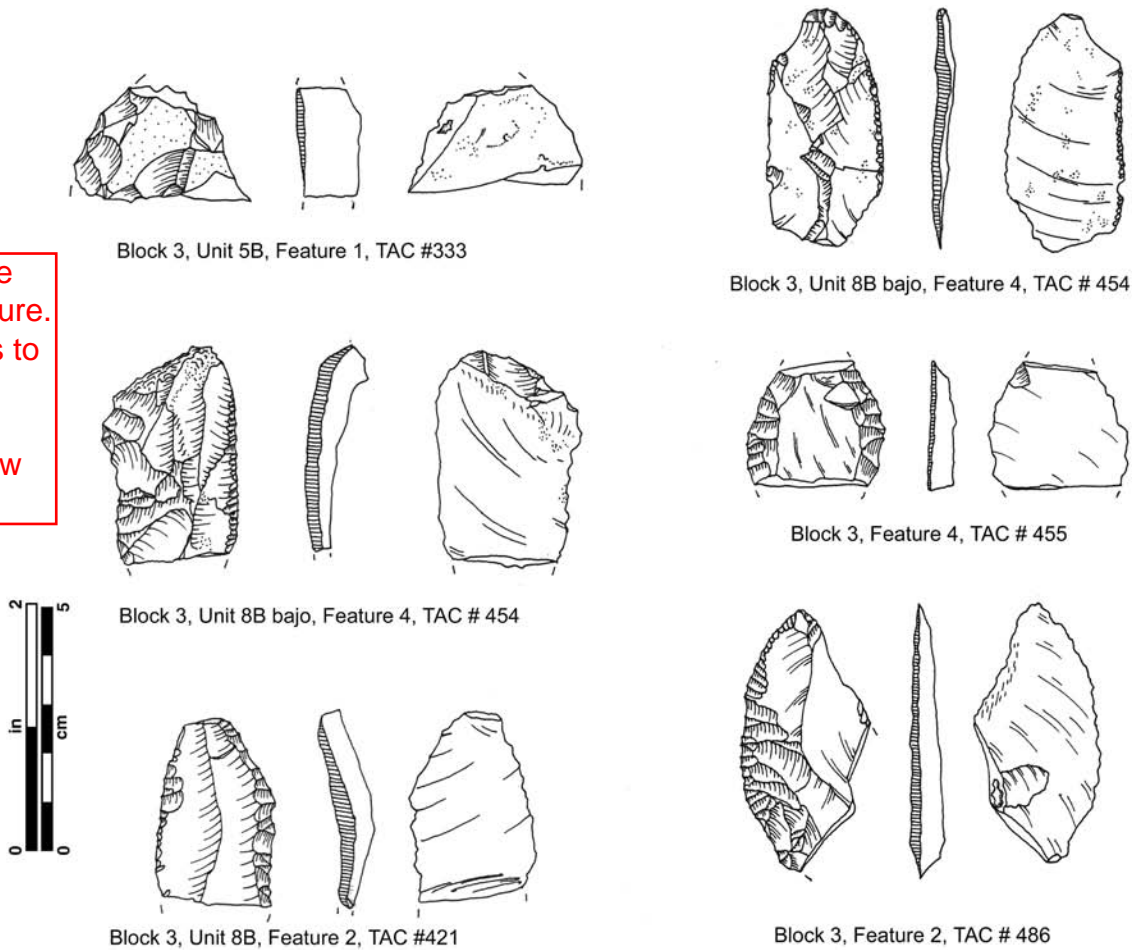 Block 3, Unit 5B, Feature 1, TAC #333
Block 3, Unit 8B bajo, Feature 4, TAC # 454
ure.
s to
Block 3, Unit 8B bajo, Feature 4, TAC # 454
Block 3, Feature 4, TAC # 455
2
in
0
5
cm
0
Block 3, Unit 8B, Feature 2, TAC #421
Block 3, Feature 2, TAC # 486